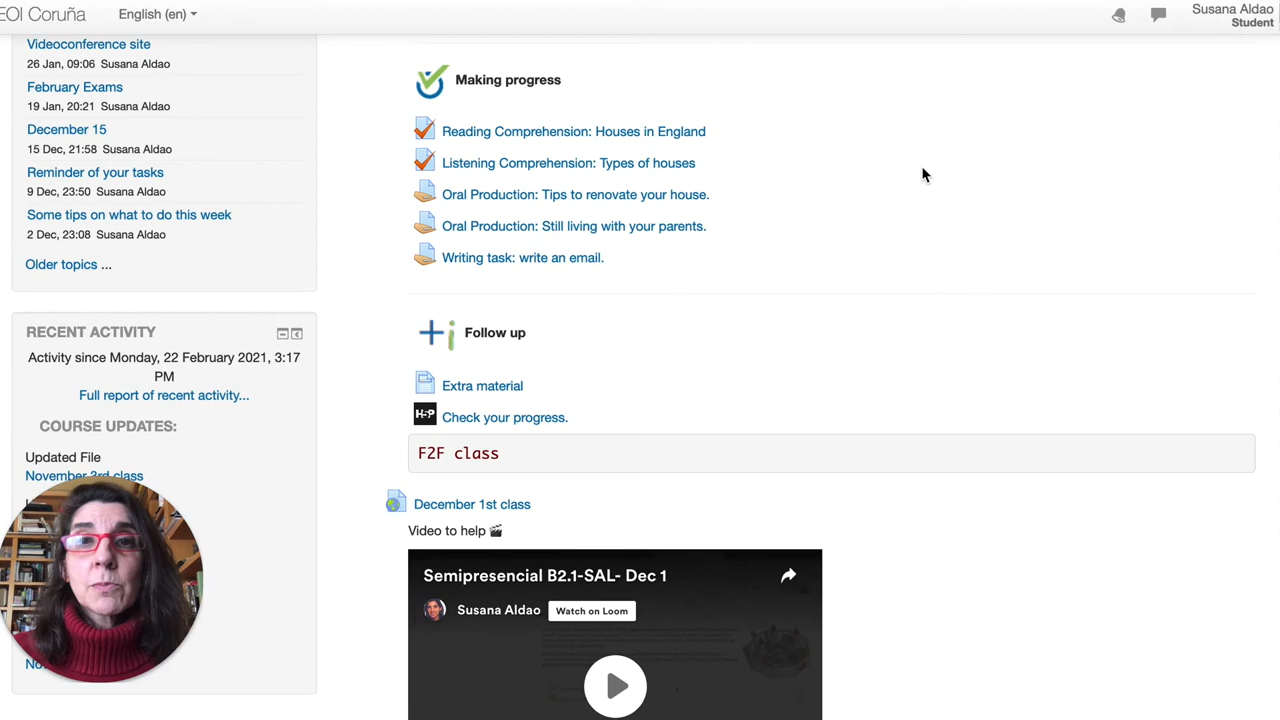 EOI Coruña
English (en)
Susana Aldao
Student
Videoconference site
26 Jan, 09:06 Susana Aldao
February Exams
19 Jan, 20:21 Susana Aldao
December 15
15 Dec, 21:58 Susana Aldao
Reminder of your tasks
9 Dec, 23:50 Susana Aldao
Some tips on what to do this week
2 Dec, 23:08 Susana Aldao
Older topics ...
RECENT ACTIVITY
Activity since Monday, 22 February 2021, 3:17
PM
Full report of recent activity...
COURSE UPDATES:
Updated File
November 3rd class
Making progress
Reading Comprehension: Houses in England
Listening Comprehension: Types of houses
Oral Production: Tips to renovate your house.
Oral Production: Still living with your parents.
Writing task: write an email.
Follow up
Extra material
H5P
Check your progress.
F2F class
December 1st class
Video to help
Semipresencial B2.1-SAL- Dec 1
Susana Aldao
Watch on Loom